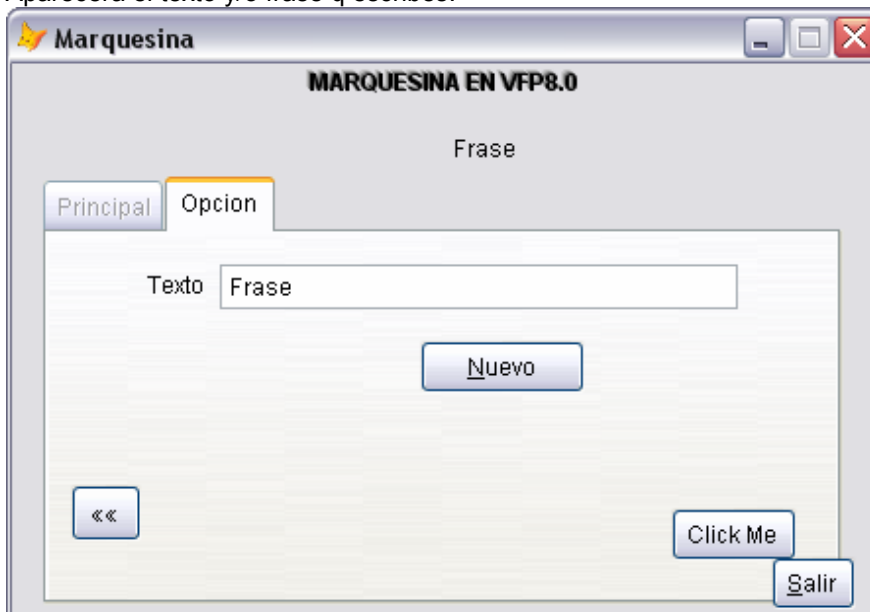 Aparecerá el texto y/o frase q escribes.
Marquesina
MARQUESINA EN VFP8.0
Frase
Principal Opcion
Texto Frase
Nuevo
««
Click Me
Salir